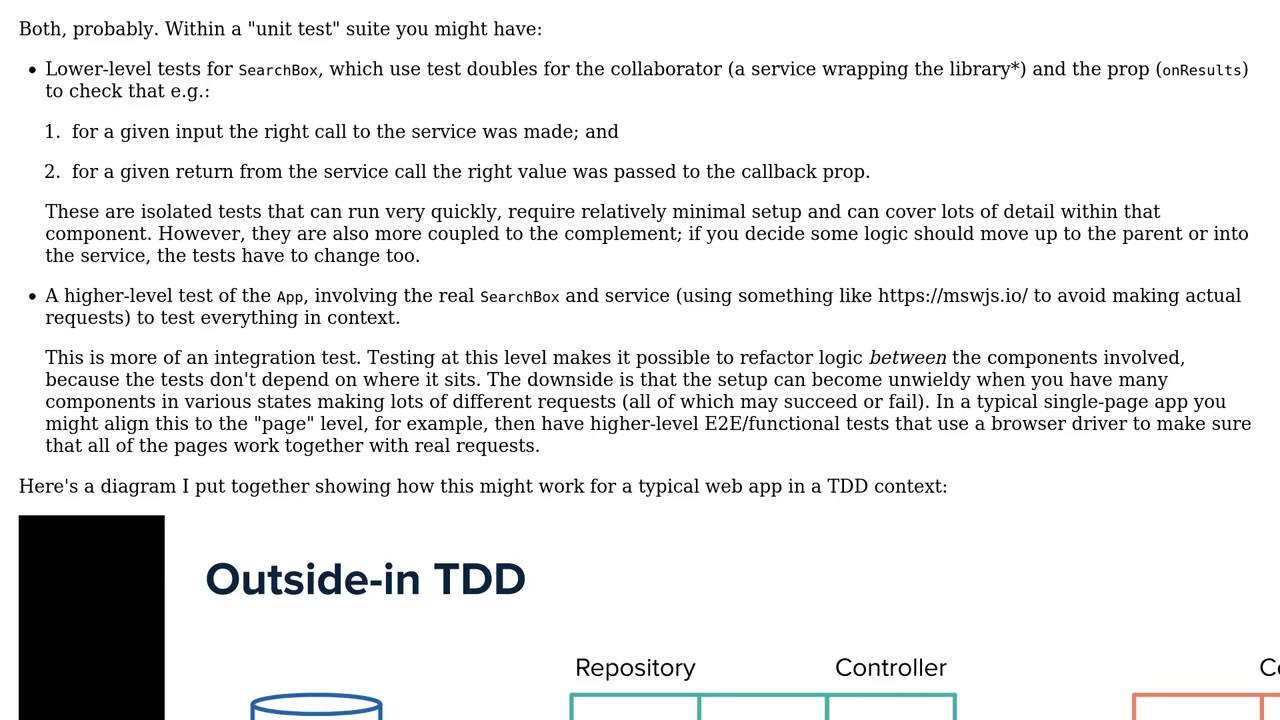 Both, probably. Within a "unit test" suite you might have:
• Lower-level tests for SearchBox, which use test doubles for the collaborator (a service wrapping the library*) and the prop (onResults)
to check that e.g.:
1. for a given input the right call to the service was made; and
2. for a given return from the service call the right value was passed to the callback prop.
These are isolated tests that can run very quickly, require relatively minimal setup and can cover lots of detail within that
component. However, they are also more coupled to the complement; if you decide some logic should move up to the parent or into
the service, the tests have to change too.
• A higher-level test of the App, involving the real SearchBox and service (using something like https://mswjs.io/ to avoid making actual
requests) to test everything in context.
This is more of an integration test. Testing at this level makes it possible to refactor logic between the components involved,
because the tests don't depend on where it sits. The downside is that the setup can become unwieldy when you have many
components in various states making lots of different requests (all of which may succeed or fail). In a typical single-page app you
might align this to the "page" level, for example, then have higher-level E2E/functional tests that use a browser driver to make sure
that all of the pages work together with real requests.
Here's a diagram I put together showing how this might work for a typical web app in a TDD context:
Outside-in TDD
Repository Controller